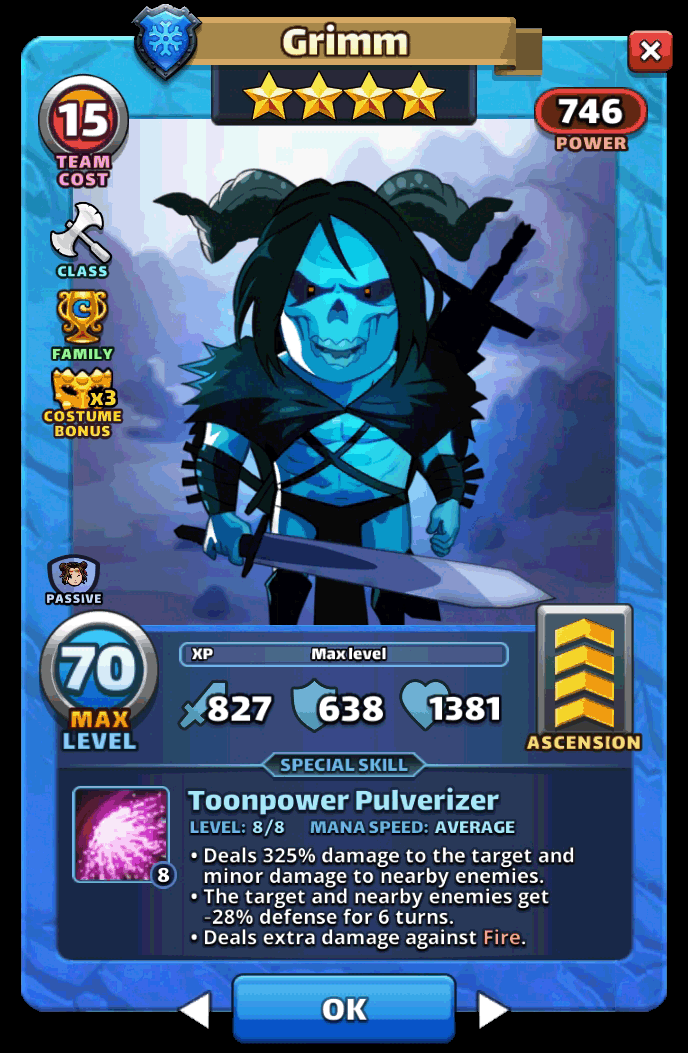 Grimm
15
TEAM
COST
746
POWER
CLASS
C
FAMILY
x3
COSTUME
BONUS
PASSIVE
70
MAX
LEVEL
XP Max level
827 638 1381
ASCENSION
SPECIAL SKILL
Toonpower Pulverizer
LEVEL: 8/8 MANA SPEED: AVERAGE
8
• Deals 325% damage to the target and
minor damage to nearby enemies.
• The target and nearby enemies get
-28% defense for 6 turns.
• Deals extra damage against Fire.
OK